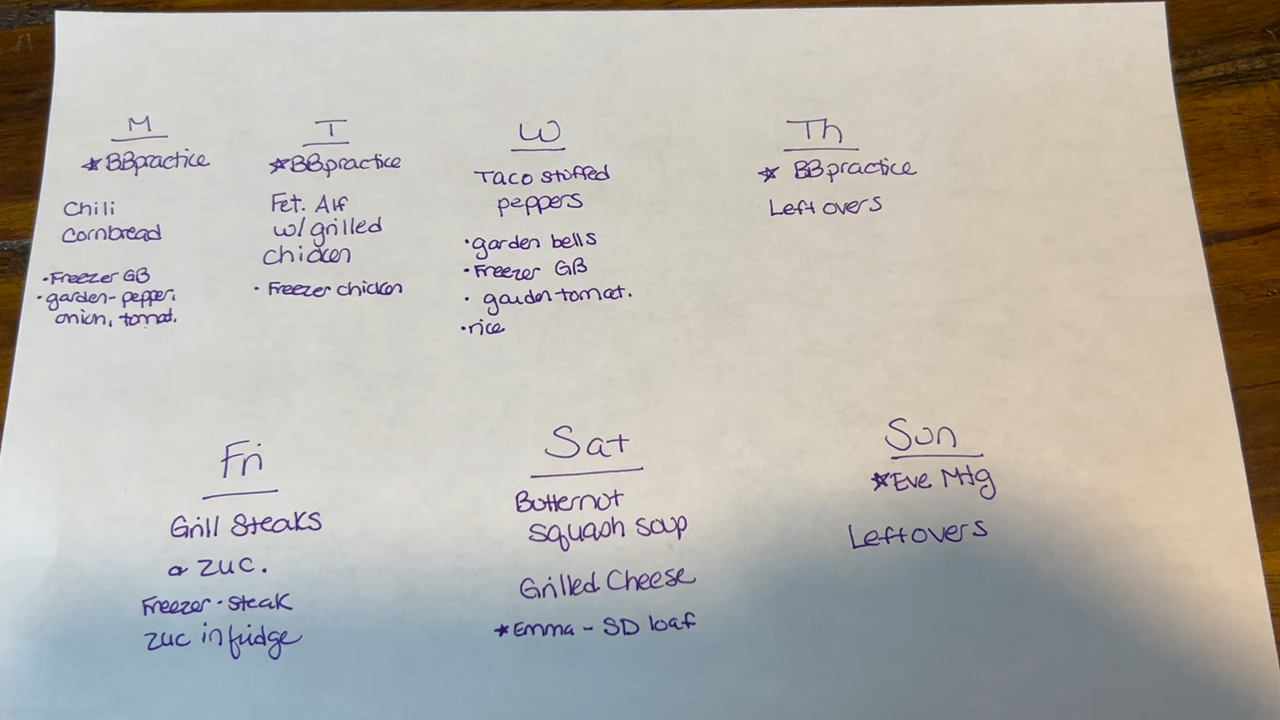 M
★BBpractice
Chili
Cornbread
•Freezer GB
•garden-pepper,
onion, tomat.
T
★BBpractice
Fet. Alf
w/ grilled
chicken
• Freezer chicken
W
Taco stuffed
peppers
•garden bells
•Freezer GB
• garden tomat.
•rice
Th
★ BBpractice
Leftovers
Fri
Grill Steaks
& zuc.
Freezer - steak
zuc in fridge
Sat
Butternut
squash soup
Grilled Cheese
★Emma - SD loaf
Sun
★Eve Mtg
Leftovers